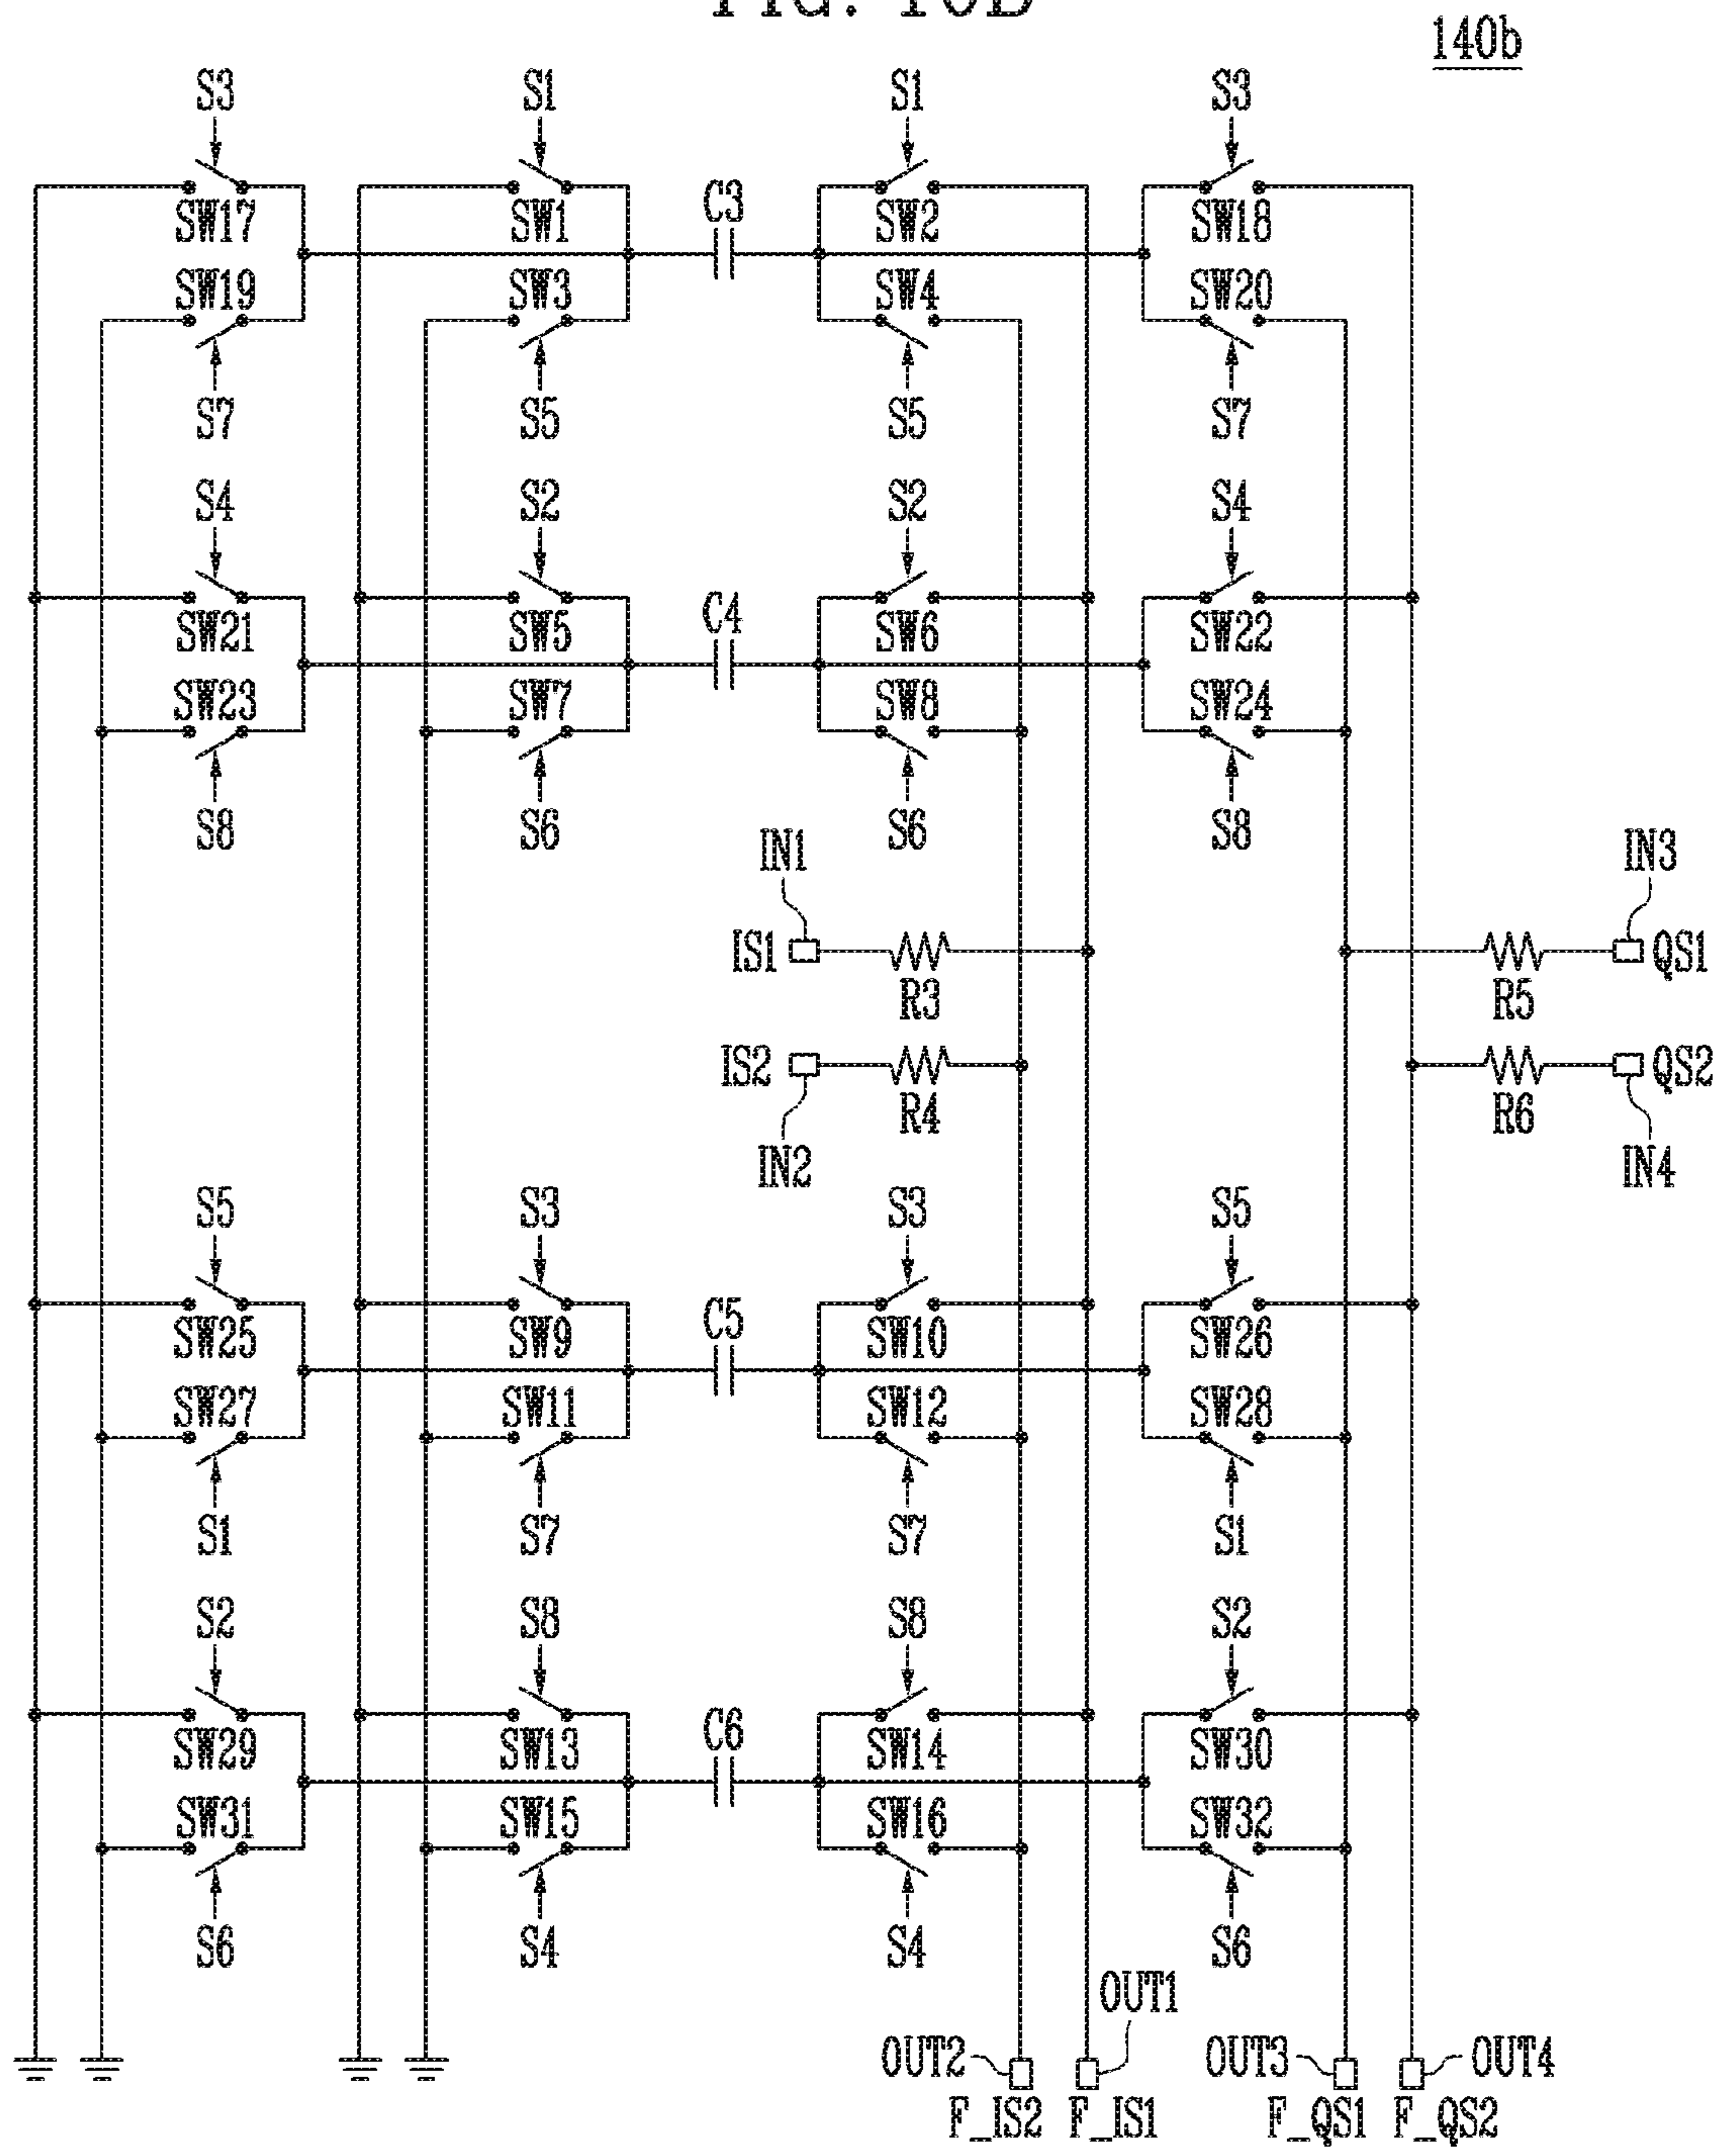 FIG. 10B
140b
S3 S1 S1 S3
SW17 SW1 C3 SW2 SW18
SW19 SW3 SW4 SW20
S7 S5 S5 S7
S4 S2 S2 S4
SW21 SW5 C4 SW6 SW22
SW23 SW7 SW8 SW24
S8 S6 S6 S8
IN1 IN3
IS1 R3 R5 QS1
IS2 R4 R6 QS2
IN2 IN4
S5 S3 S3 S5
SW25 SW9 C5 SW10 SW26
SW27 SW11 SW12 SW28
S1 S7 S7 S1
S2 S8 S8 S2
SW29 SW13 C6 SW14 SW30
SW31 SW15 SW16 SW32
S6 S4 S4 S6
OUT1
OUT2 OUT3 OUT4
F_IS2 F_IS1 F_QS1 F_QS2